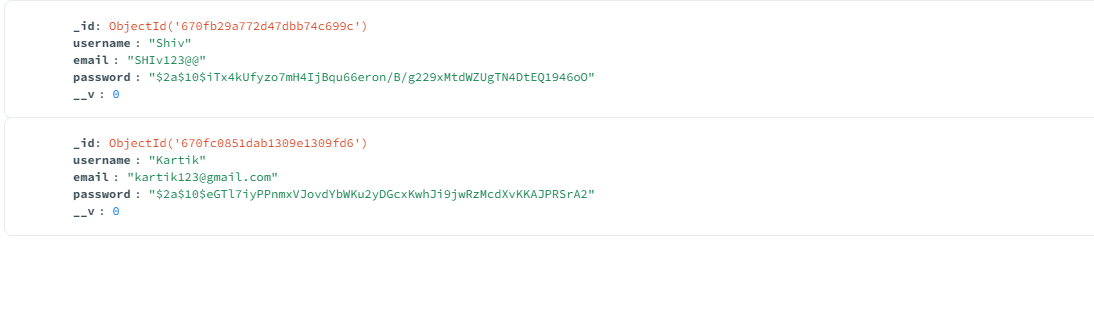 _id: ObjectId('670fb29a772d47dbb74c699c')
username : "Shiv"
email : "SHIv123@@"
password : "$2a$10$iTx4kUfyzo7mH4IjBqu66eron/B/g229xMtdWZUgTN4DtEQ1946oO"
__v : 0
_id: ObjectId('670fc0851dab1309e1309fd6')
username : "Kartik"
email : "kartik123@gmail.com"
password : "$2a$10$eGTl7iyPPnmxVJovdYbWKu2yDGcxKwhJi9jwRzMcdXvKKAJPRSrA2"
__v : 0